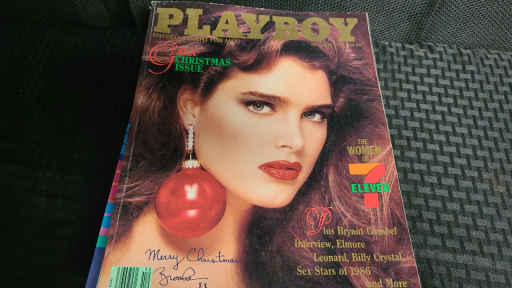 PLAYBOY
Gala
CHRISTMAS
ISSUE
THE
WOMEN
OF
7
ELEVEN
Plus Bryant Gumbel
Interview, Elmore
Leonard, Billy Crystal,
Sex Stars of 1986
and More
Merry Christmas